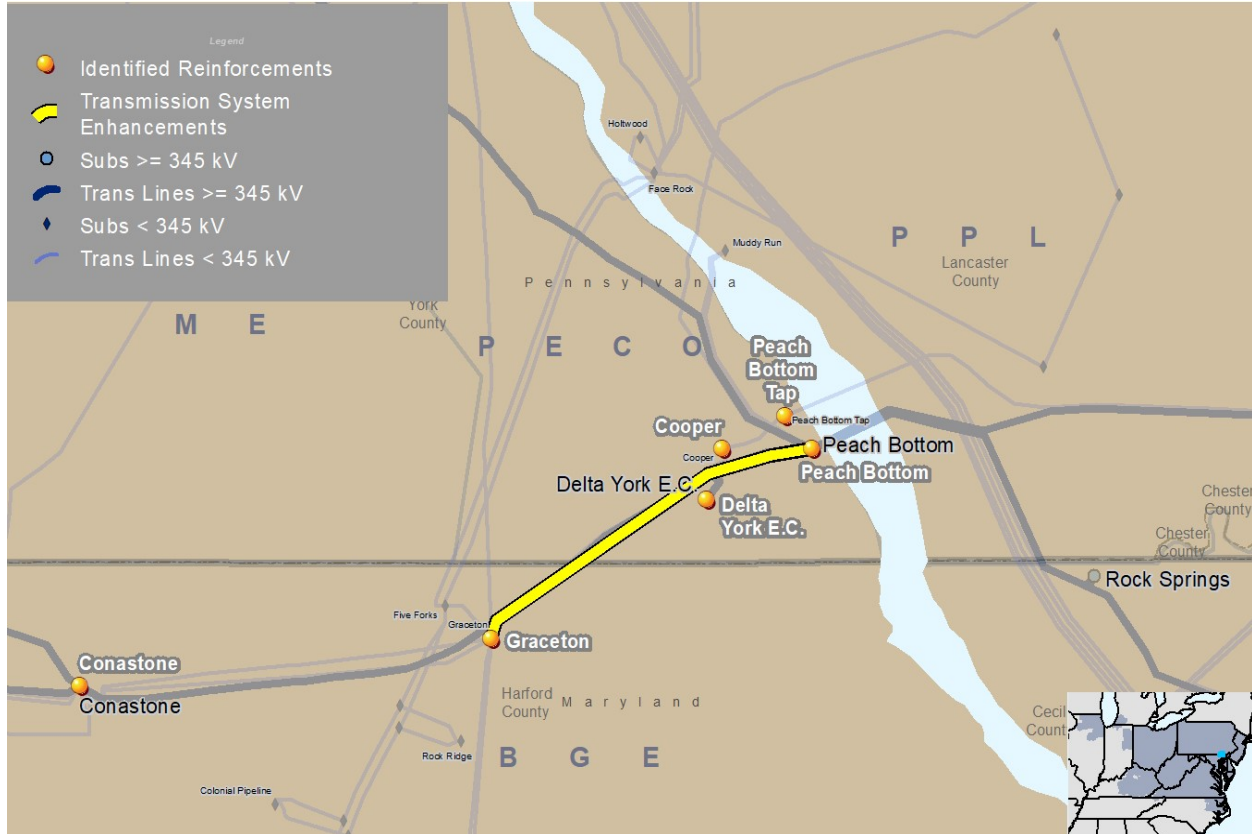 Legend
Identified Reinforcements
Transmission System
Enhancements
Subs >= 345 kV
Trans Lines >= 345 kV
Subs < 345 kV
Trans Lines < 345 kV
Holtwood
Face Rock
Muddy Run
P P L
Lancaster
County
Pennsylvania
York
County
M E
P E C O
Peach
Bottom
Tap
Peach Bottom Tap
Cooper
Cooper
Peach Bottom
Peach Bottom
Delta York E.C.
Delta
York E.C.
Chester
County
Chester
County
Rock Springs
Five Forks
Graceton
Graceton
Conastone
Conastone
Harford
County
Maryland
Cecil
Count
Rock Ridge
B G E
Colonial Pipeline